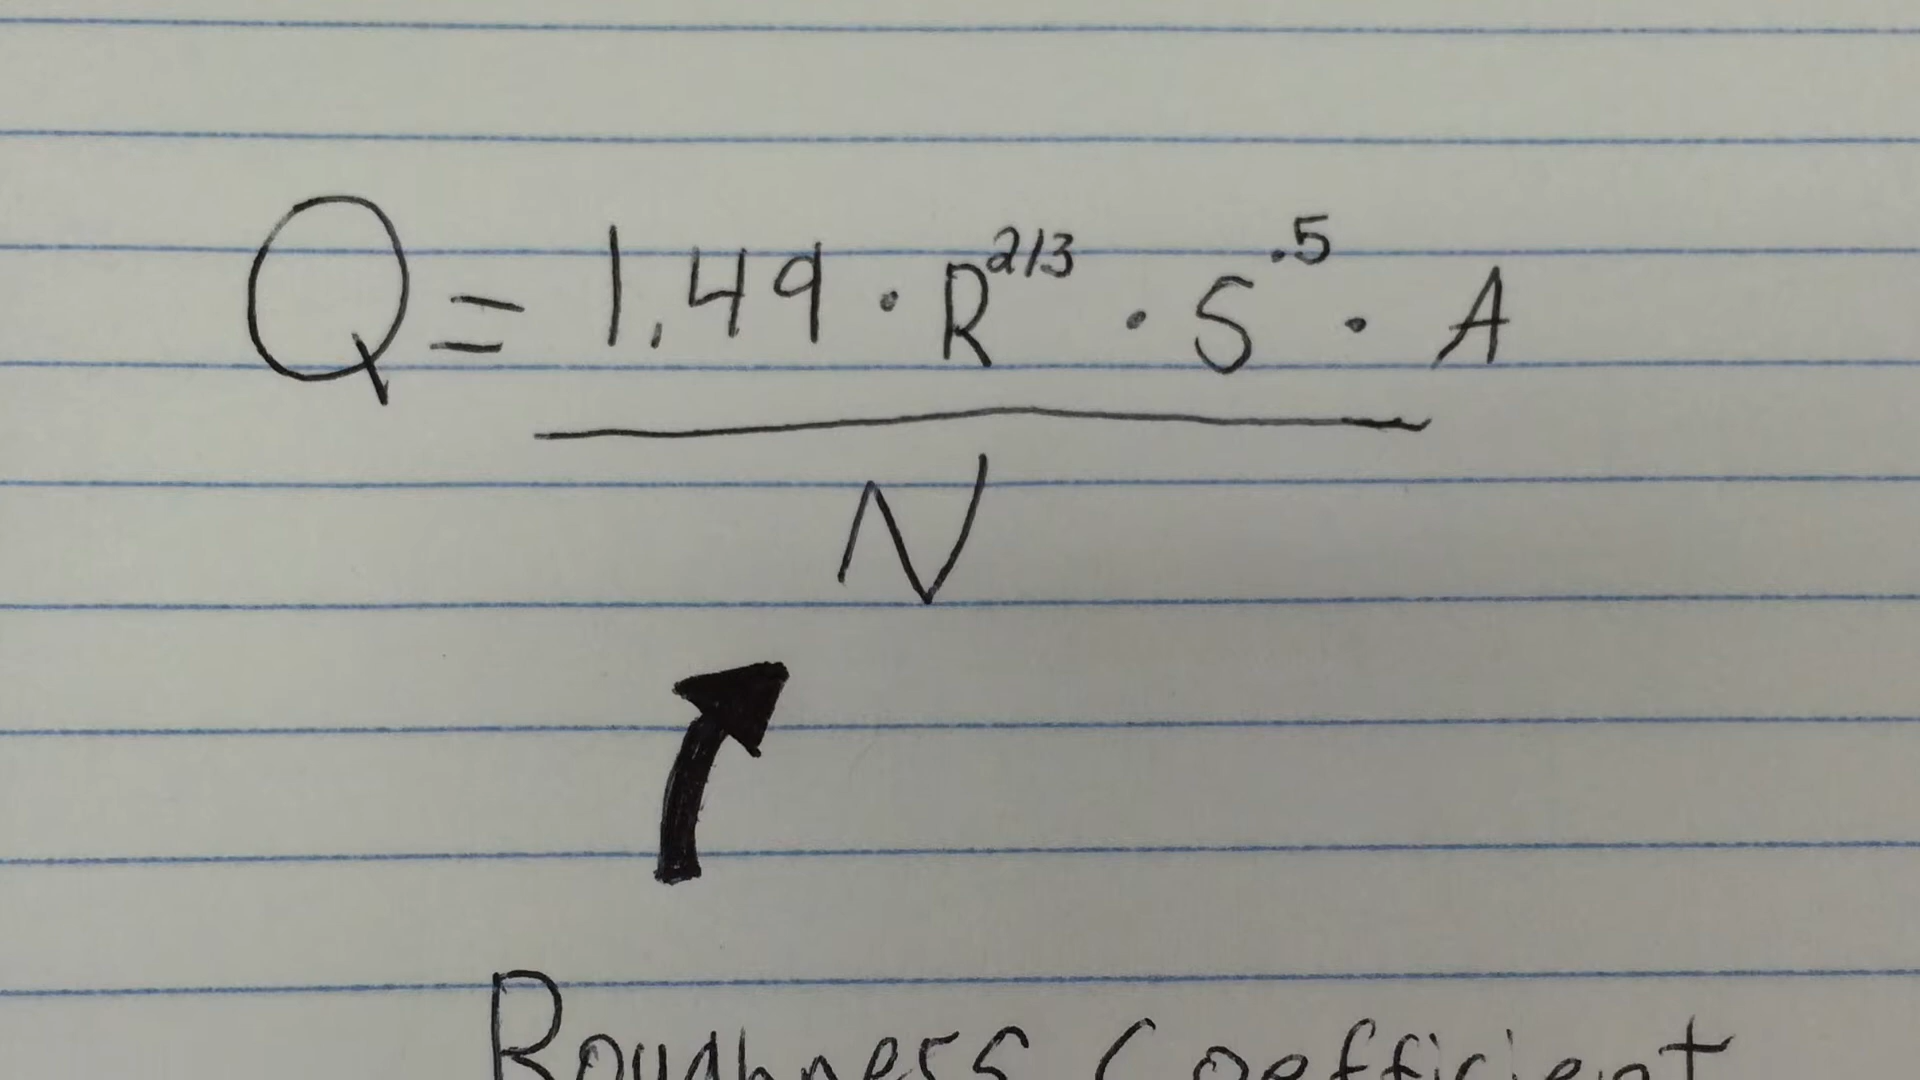 Q = 1.49 · R^2/3 · S^.5 · A
N
Roughness Coefficient